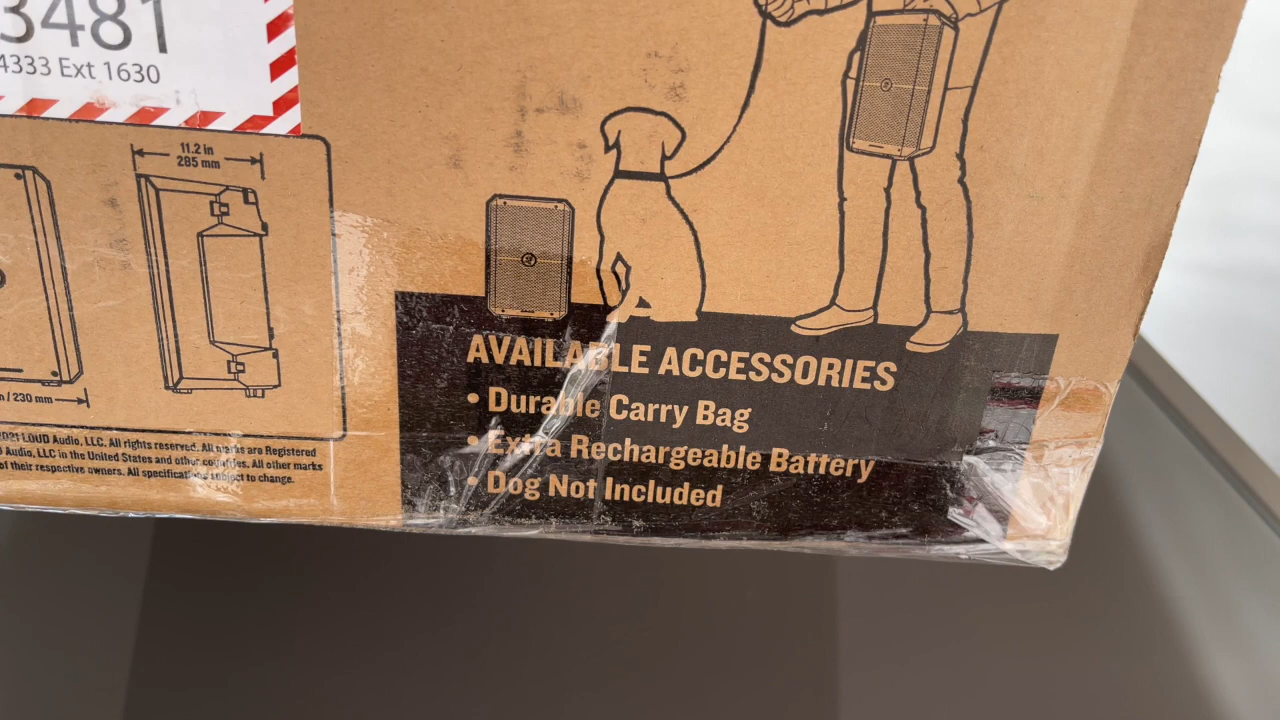 3481
4333 Ext 1630
11.2 in
285 mm
/ 230 mm
AVAILABLE ACCESSORIES
• Durable Carry Bag
• Extra Rechargeable Battery
• Dog Not Included
2021 LOUD Audio, LLC. All rights reserved. All marks are Registered
Audio, LLC in the United States and other countries. All other marks
of their respective owners. All specifications subject to change.